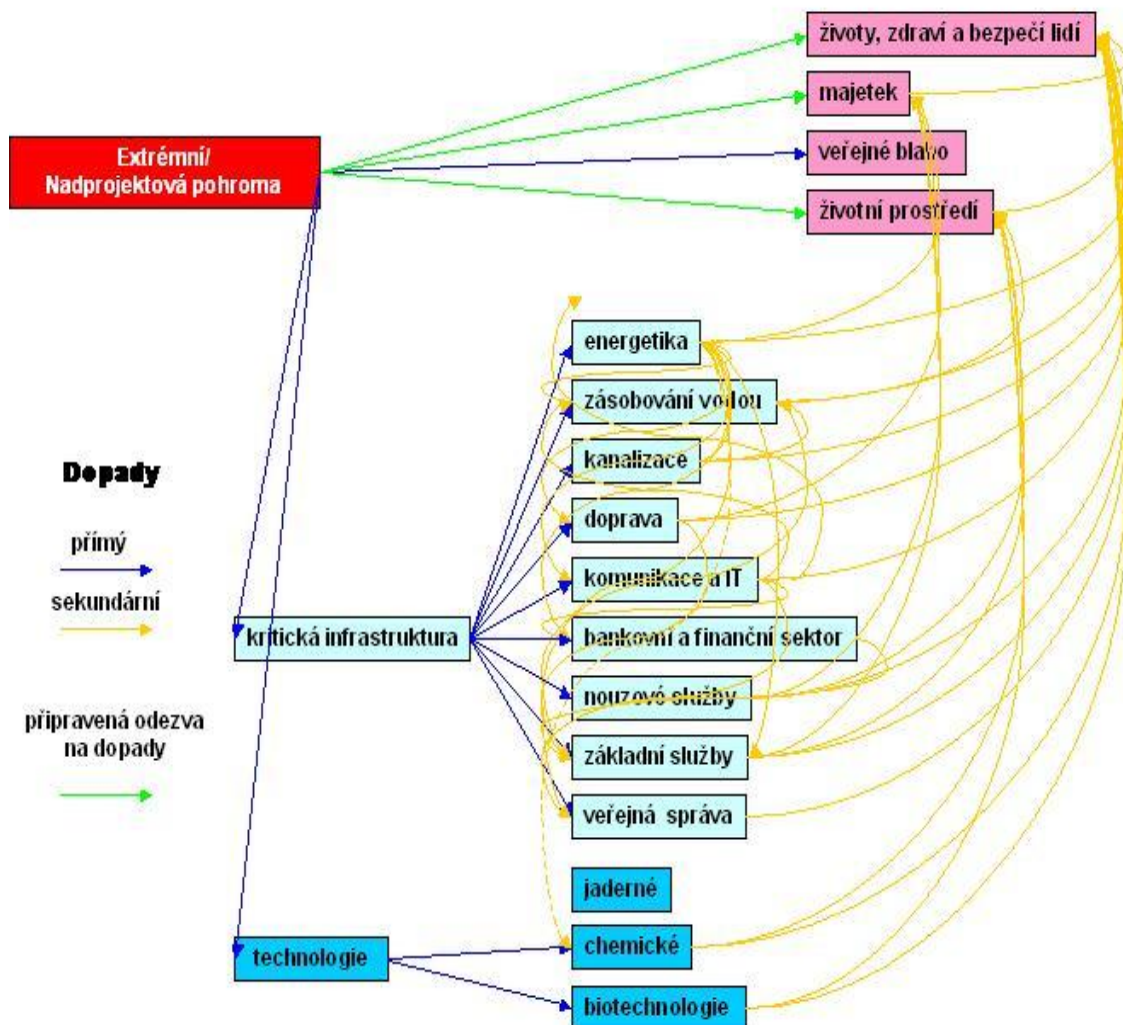 životy, zdraví a bezpečí lidí
majetek
Extrémní/
Nadprojektová pohroma
veřejné blawo
životní prostředí
energetika
zásobování vodou
kanalizace
doprava
komunikace a IT
bankovní a finanční sektor
nouzové služby
základní služby
veřejná správa
kritická infrastruktura
Dopady
přímý
sekundární
připravená odezva
na dopady
jaderné
chemické
biotechnologie
technologie